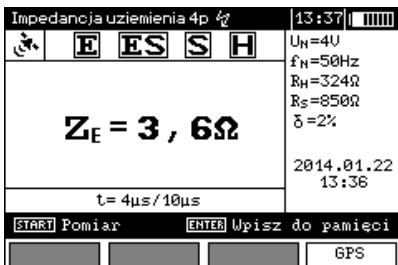 Impedancja uziemienia 4p 13:37
E ES S H
UN=4U
fN=50Hz
RH=324Ω
RS=850Ω
δ=2%
ZE = 3 , 6Ω
2014.01.22
13:36
t= 4µs/10µs
START Pomiar ENTER Wpisz do pamięci
GPS